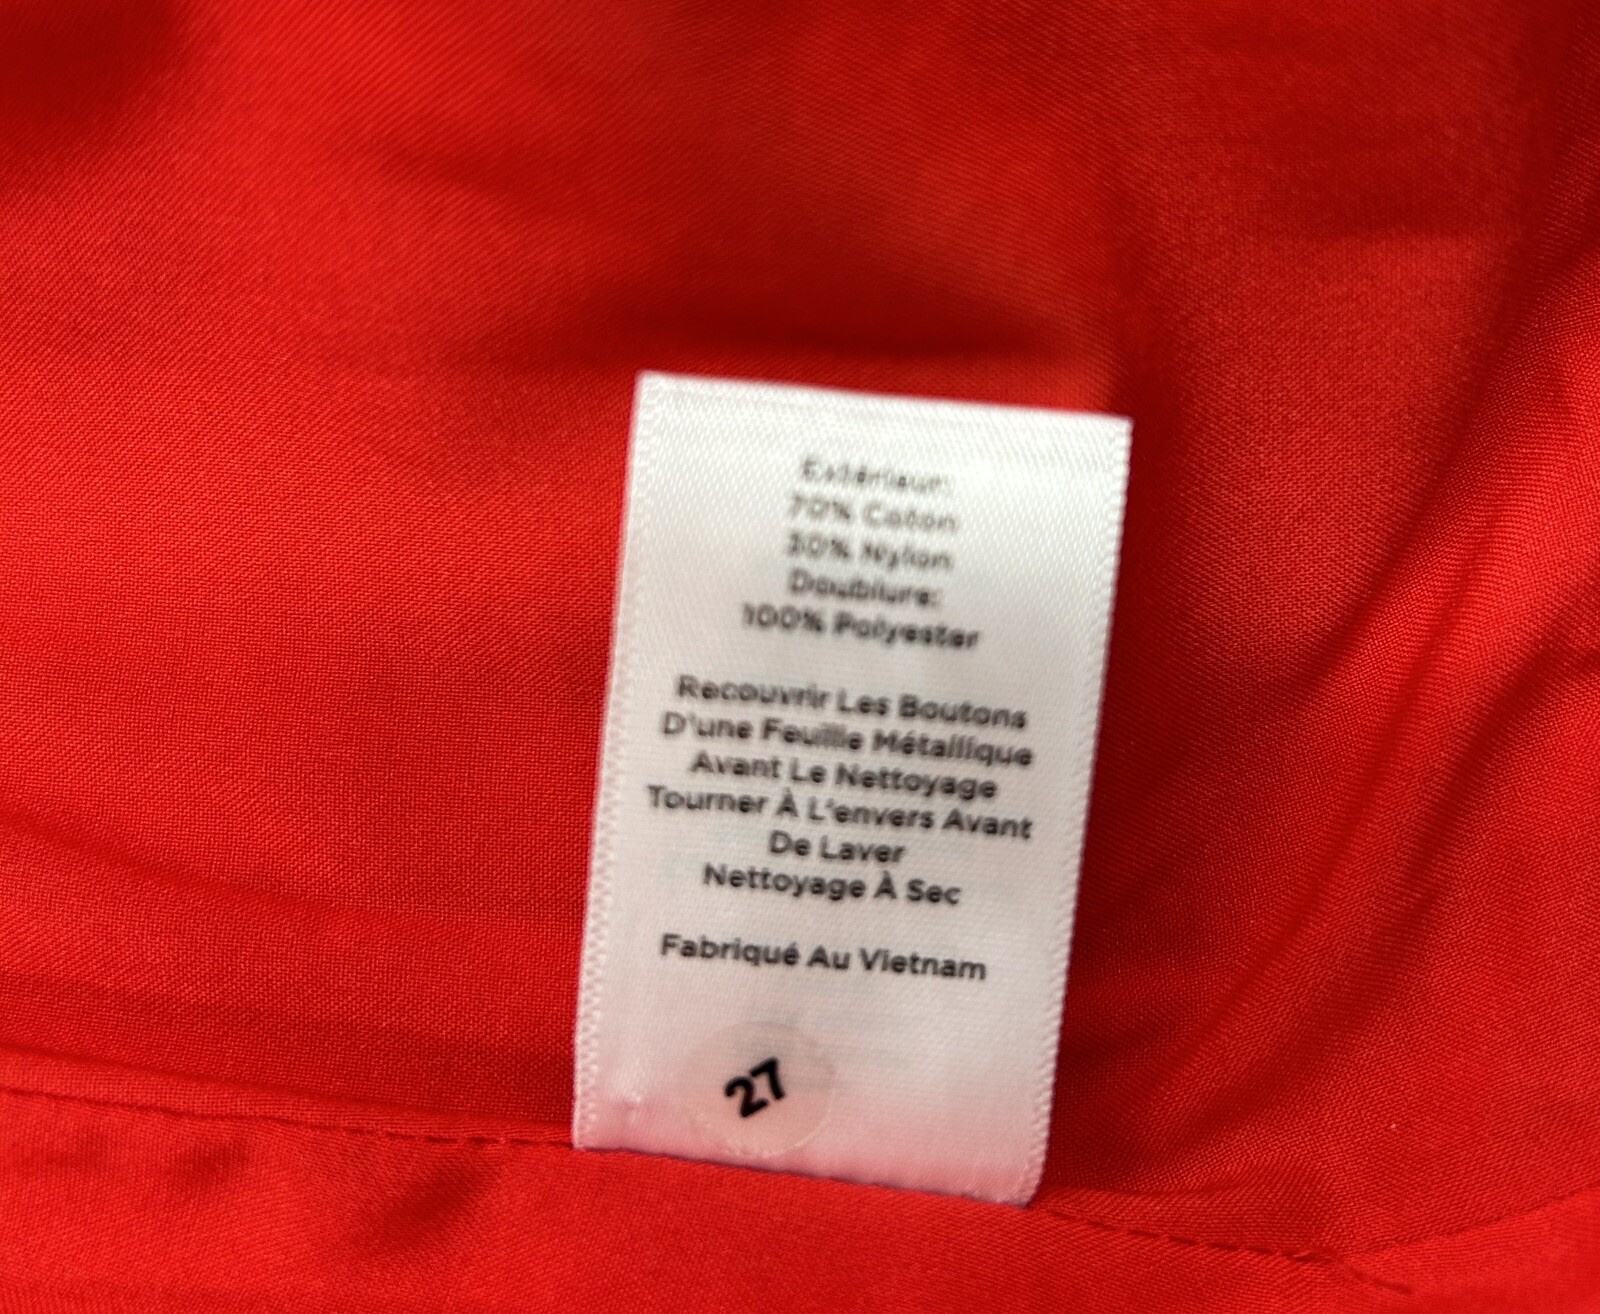 Extérieur:
70% Coton
30% Nylon
Doublure:
100% Polyester
Recouvrir Les Boutons
D'une Feuille Métallique
Avant Le Nettoyage
Tourner À L'envers Avant
De Laver
Nettoyage À Sec
Fabriqué Au Vietnam
27